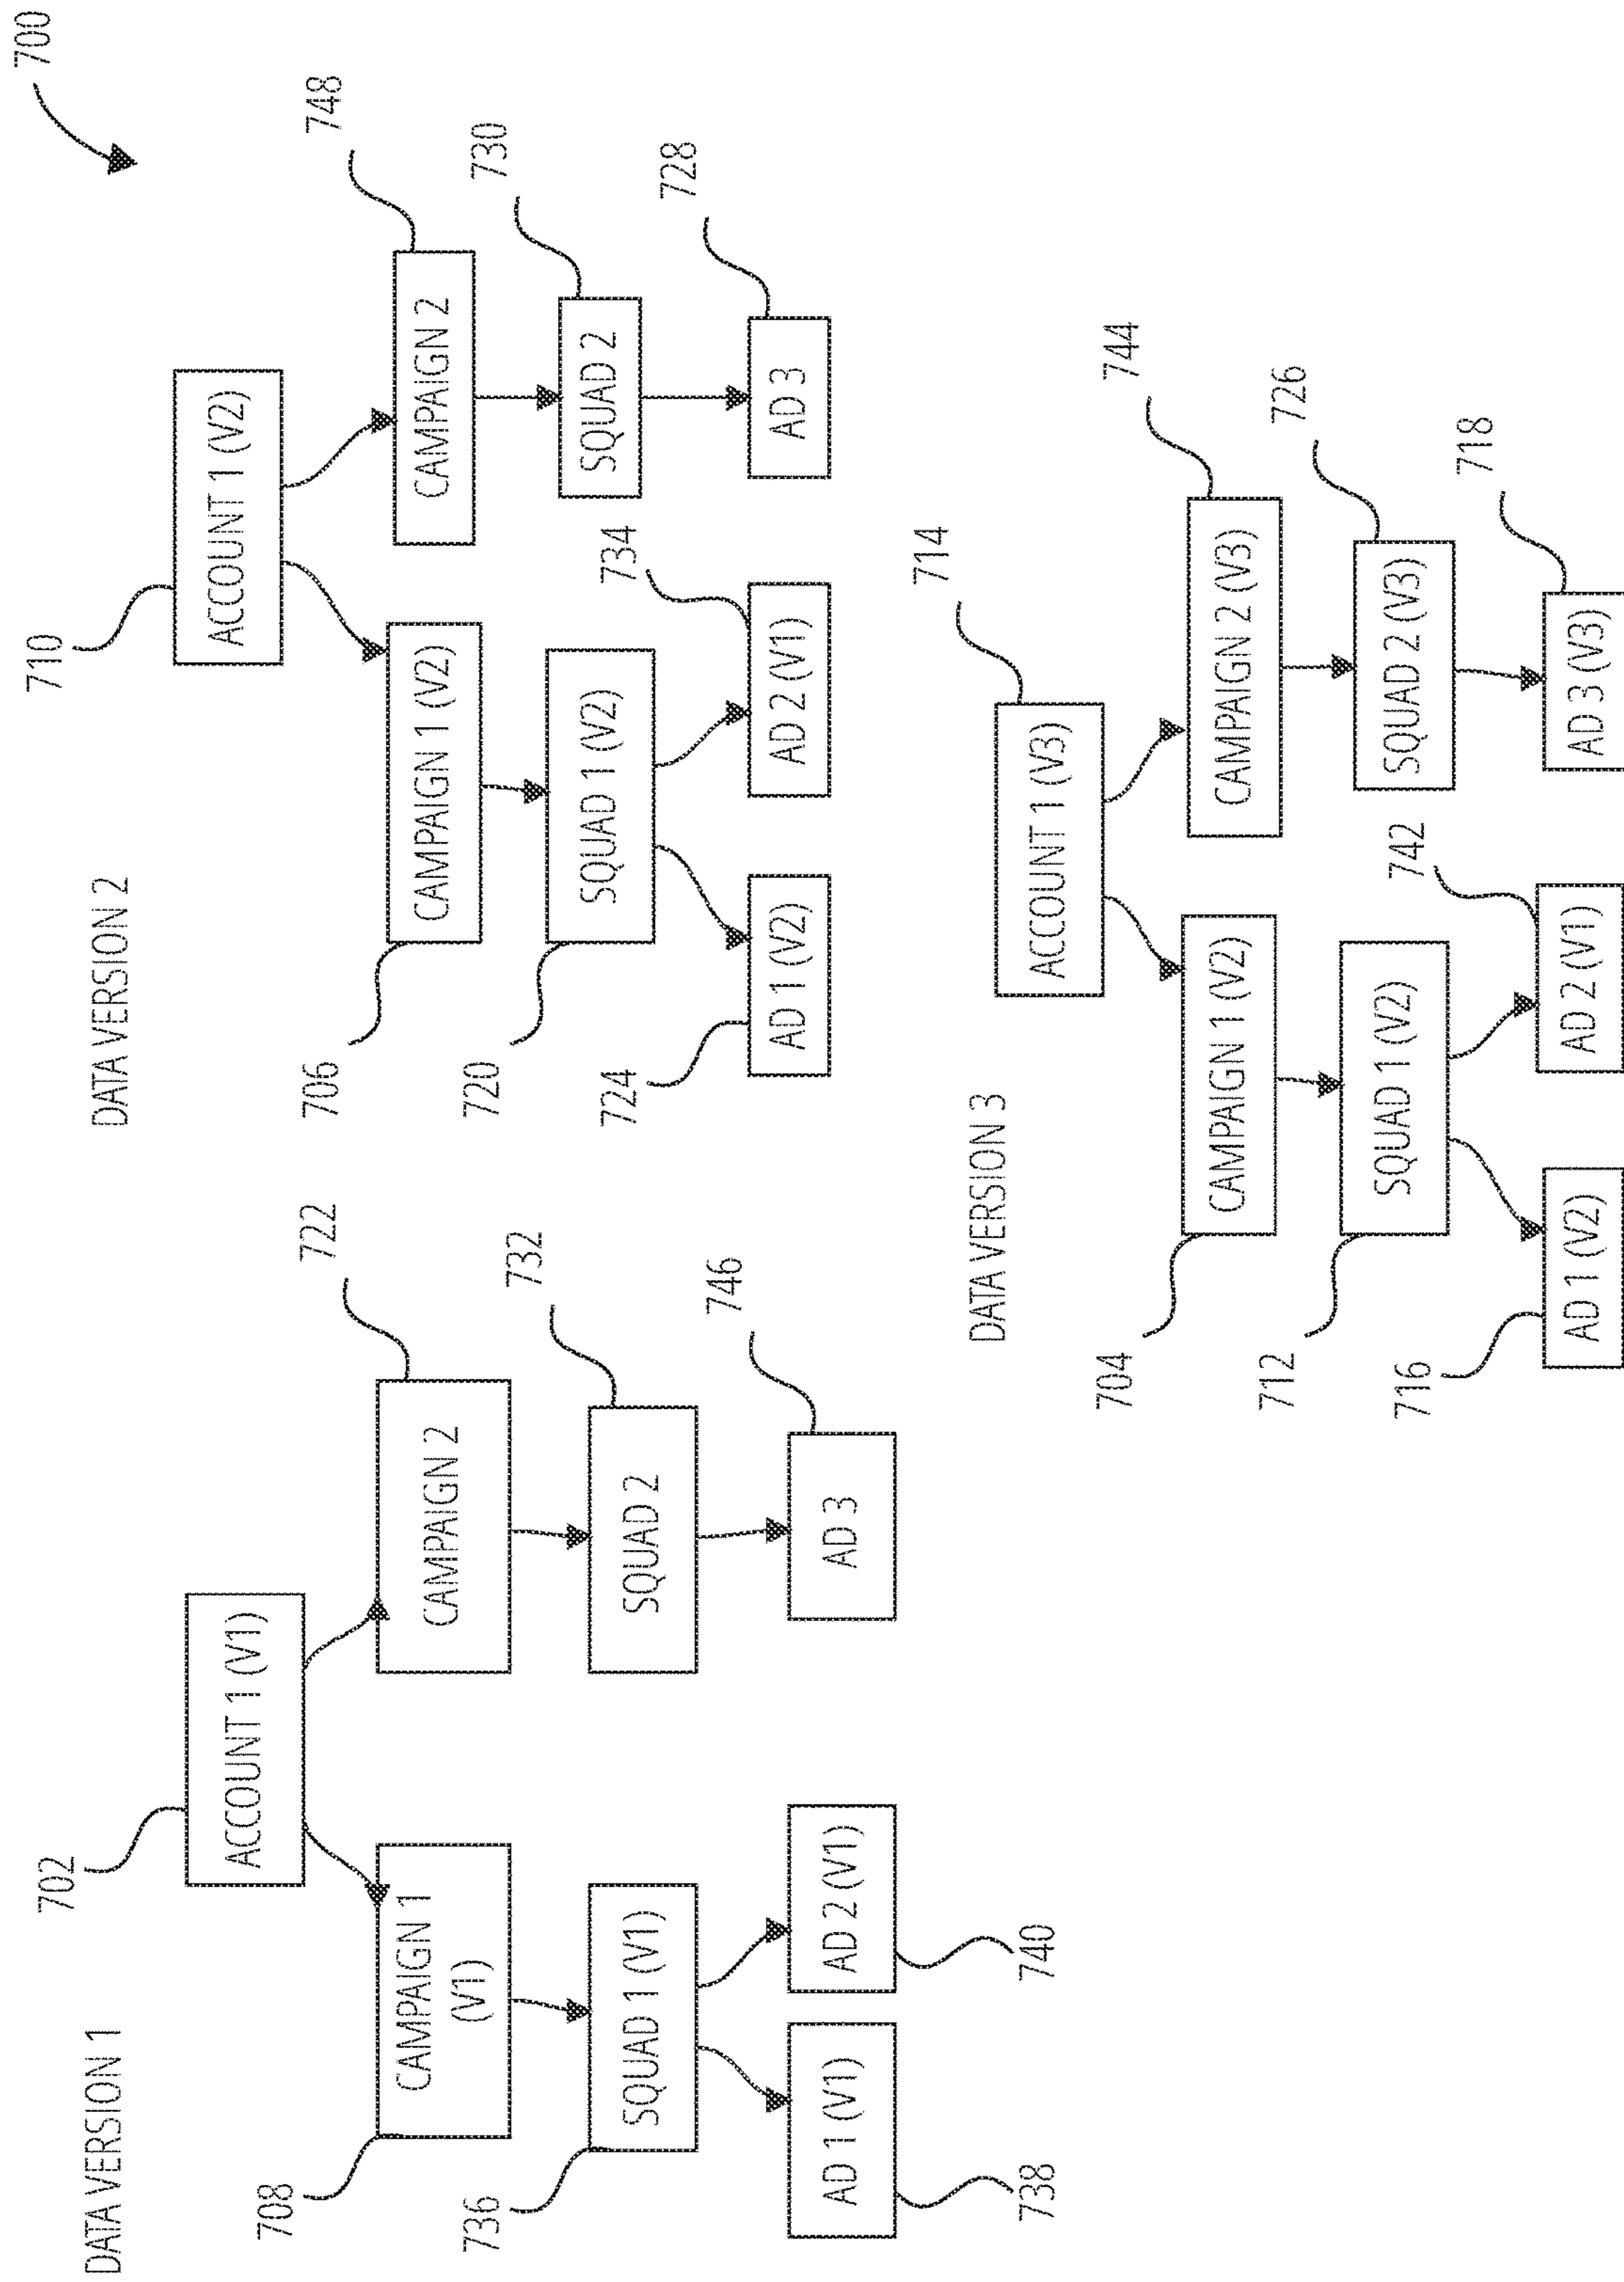 700
DATA VERSION 1
702
ACCOUNT 1 (V1)
708
CAMPAIGN 1
(V1)
CAMPAIGN 2
722
736
SQUAD 1 (V1)
SQUAD 2
732
AD 1 (V1)
AD 2 (V1)
AD 3
746
738
740
DATA VERSION 2
710
ACCOUNT 1 (V2)
706
CAMPAIGN 1 (V2)
CAMPAIGN 2
748
720
SQUAD 1 (V2)
SQUAD 2
730
724
AD 1 (V2)
734
AD 2 (V1)
AD 3
728
DATA VERSION 3
714
ACCOUNT 1 (V3)
704
CAMPAIGN 1 (V2)
CAMPAIGN 2 (V3)
744
712
SQUAD 1 (V2)
SQUAD 2 (V3)
726
716
AD 1 (V2)
742
AD 2 (V1)
AD 3 (V3)
718